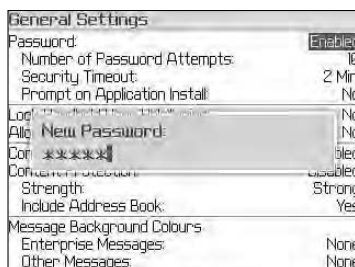 General Settings
Password: Enabled
Number of Password Attempts: 10
Security Timeout: 2 Min
Prompt on Application Install: No
No
No
New Password:
*****
Strength: Strong
Include Address Book: Yes
Message Background Colours
Enterprise Messages: None
Other Messages: None